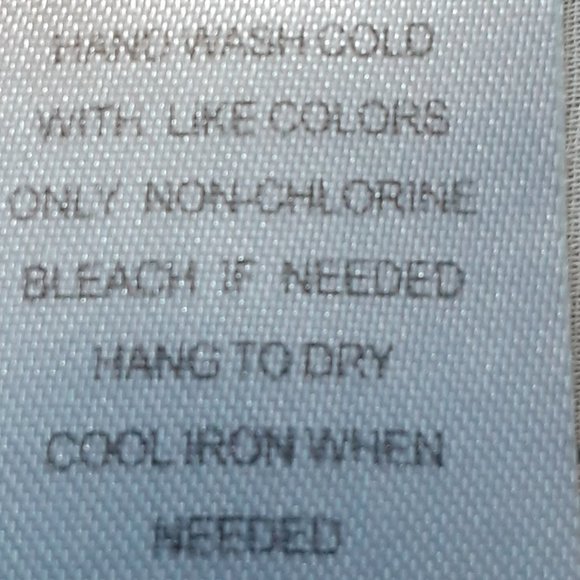 HAND WASH COLD
WITH LIKE COLORS
ONLY NON-CHLORINE
BLEACH IF NEEDED
HANG TO DRY
COOL IRON WHEN
NEEDED